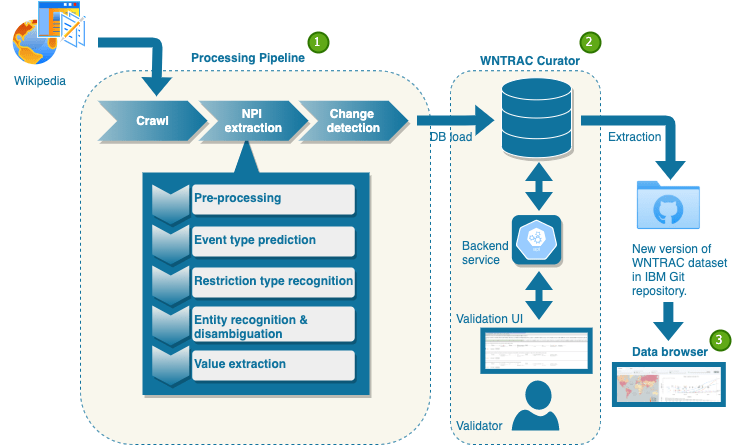 Wikipedia
Processing Pipeline
1
Crawl
NPI
extraction
Change
detection
Pre-processing
Event type prediction
Restriction type recognition
Entity recognition &
disambiguation
Value extraction
DB load
WNTRAC Curator
2
Backend
service
Validation UI
Validator
Extraction
New version of
WNTRAC dataset
in IBM Git
repository.
3
Data browser